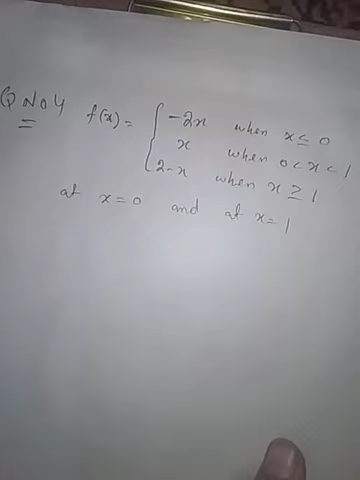 Q NO 4 f(x) = { -2x when x ≤ 0
x when 0 < x < 1
2-x when x ≥ 1
at x = 0 and at x = 1